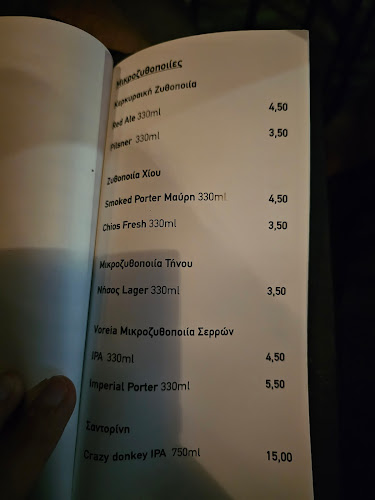 Μικροζυθοποιίες
Κερκυραϊκή Ζυθοποιία
Red Ale 330ml 4,50
Pilsner 330ml 3,50
Ζυθοποιία Χίου
Smoked Porter Μαύρη 330ml 4,50
Chios Fresh 330ml 3,50
Μικροζυθοποιία Τήνου
Νήσος Lager 330ml 3,50
Voreia Μικροζυθοποιία Σερρών
IPA 330ml 4,50
Imperial Porter 330ml 5,50
Σαντορίνη
Crazy donkey IPA 750ml 15,00